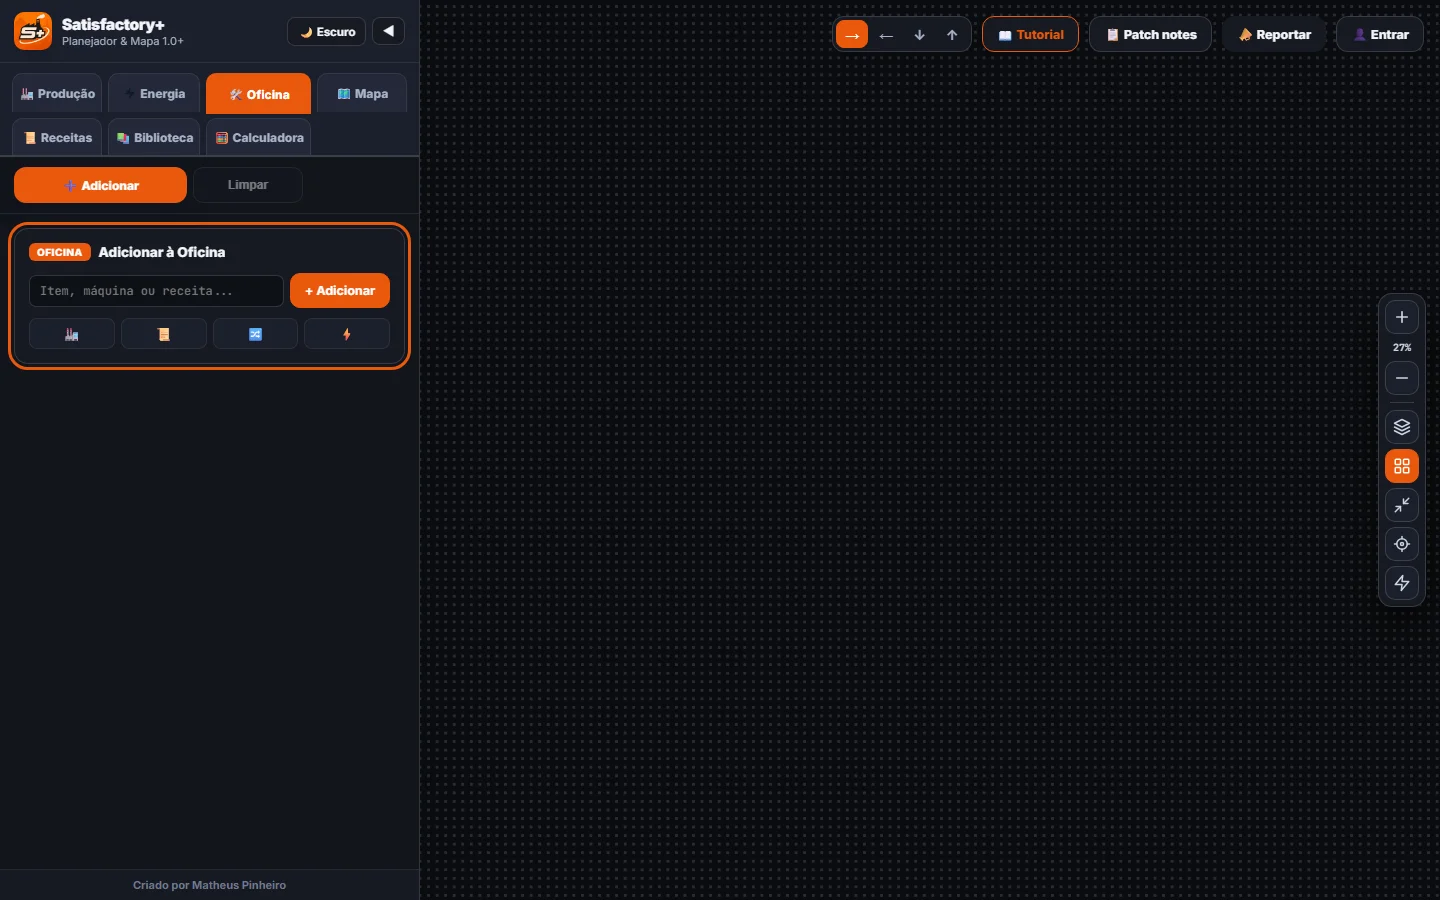 S+
Satisfactory+
Planejador & Mapa 1.0+
Escuro
Produção
Energia
Oficina
Mapa
Receitas
Biblioteca
Calculadora
Adicionar
Limpar
OFICINA Adicionar à Oficina
Item, máquina ou receita...
+ Adicionar
Criado por Matheus Pinheiro
Tutorial
Patch notes
Reportar
Entrar
27%